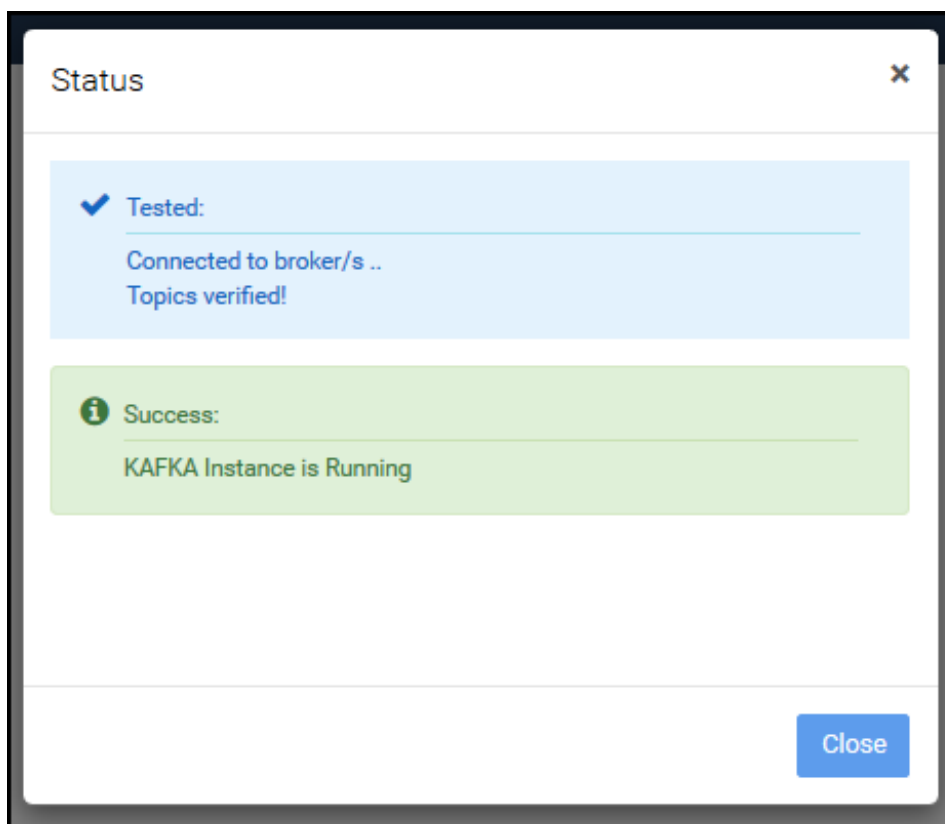 Status
Tested:
Connected to broker/s ..
Topics verified!
Success:
KAFKA Instance is Running
Close